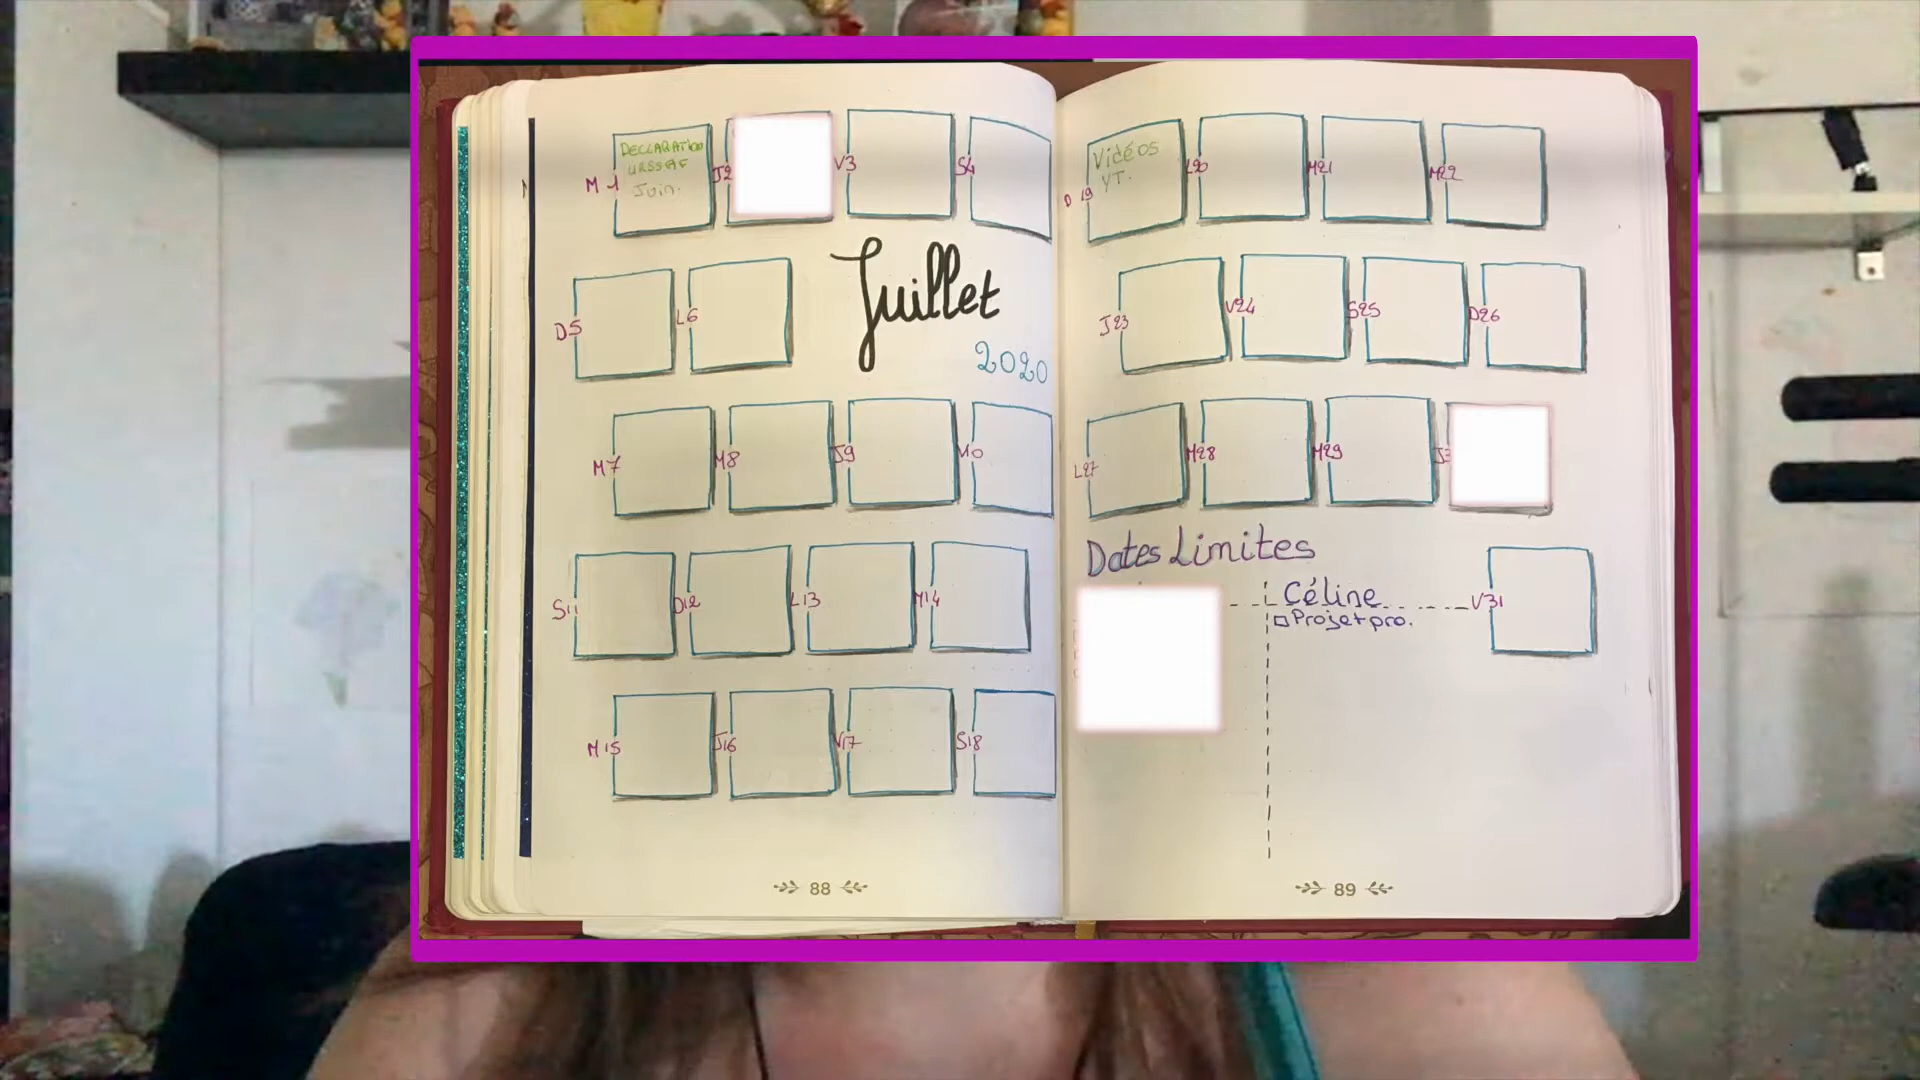 M 1
DECLARATION
URSSAF
Juin.
J2
V3
S4
D5
L6
Juillet
2020
M7
M8
J9
V10
S11
D12
L13
M14
M15
J16
V17
S18
88
D 19
Vidéos
YT.
L20
M21
M22
J23
V24
S25
D26
L27
M28
M29
Dates Limites
Céline
□ Projet pro.
V31
89